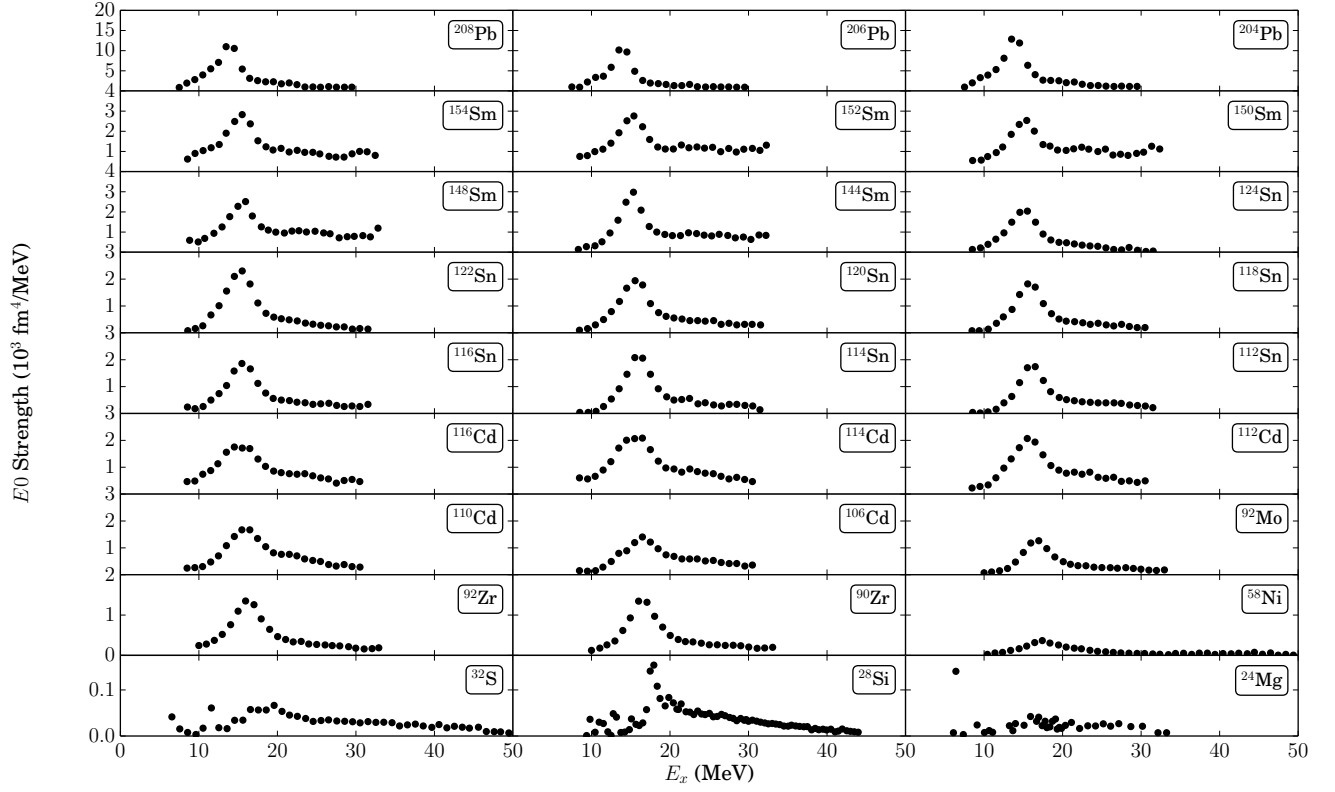 20
15
10
5
4
²⁰⁸Pb
²⁰⁶Pb
²⁰⁴Pb
3
2
1
4
¹⁵⁴Sm
¹⁵²Sm
¹⁵⁰Sm
3
2
1
3
¹⁴⁸Sm
¹⁴⁴Sm
¹²⁴Sn
3
2
1
3
¹²²Sn
¹²⁰Sn
¹¹⁸Sn
2
1
3
¹¹⁶Sn
¹¹⁴Sn
¹¹²Sn
2
1
3
¹¹⁶Cd
¹¹⁴Cd
¹¹²Cd
2
1
2
¹¹⁰Cd
¹⁰⁶Cd
⁹²Mo
1
0
⁹²Zr
⁹⁰Zr
⁵⁸Ni
0.1
0.0
³²S
²⁸Si
²⁴Mg
0 10 20 30 40 50 10 20 30 40 50 10 20 30 40 50
E0 Strength (10³ fm⁴/MeV)
Eₓ (MeV)